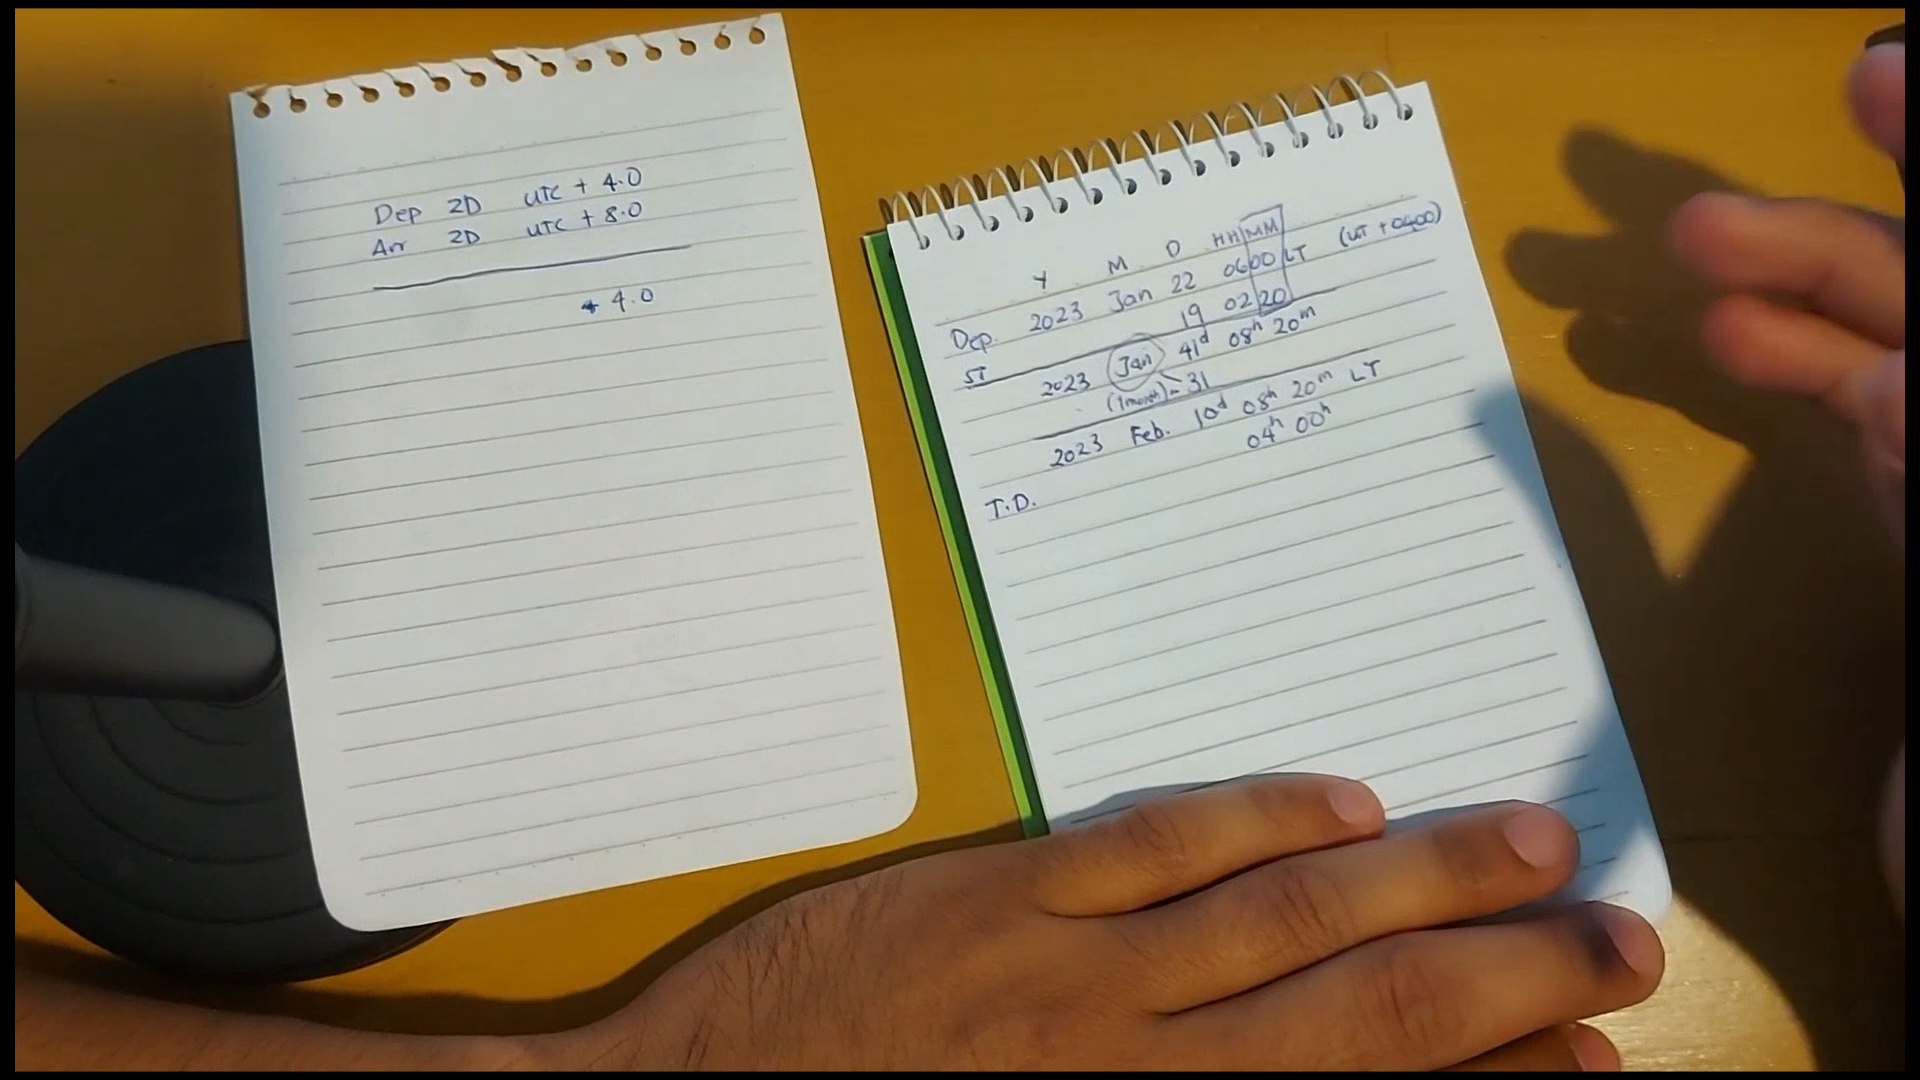 Dep 2D UTC + 4.0
Arr 2D UTC + 8.0
+ 4.0
Y M D HHMM
Dep. 2023 Jan 22 0600 LT (UT + 0400)
ST 19 02 20
2023 Jan 41d 08h 20m
(1month) - 31
2023 Feb. 10d 08h 20m LT
T.D. 04h 00h